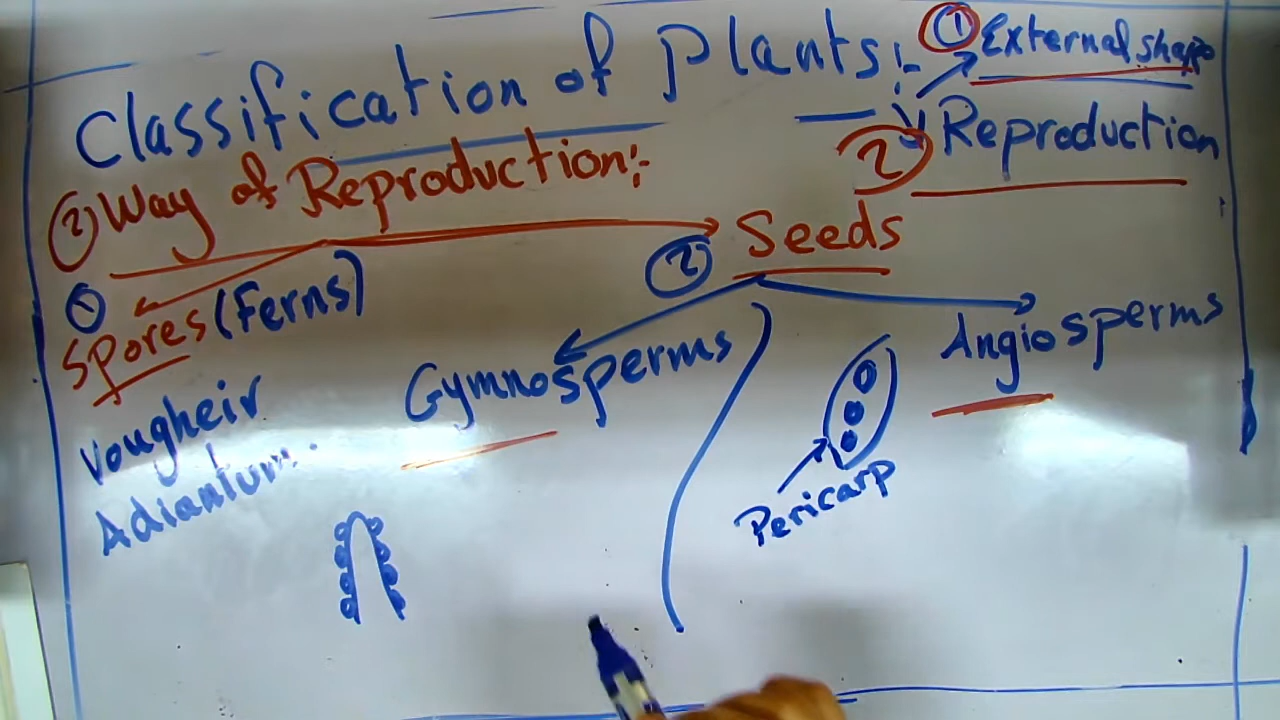 Classification of Plants:-
① External shape
② Reproduction
② Way of Reproduction:-
① Spores (Ferns)
② Seeds
Vougheir
Adiantum.
Gymnosperms
Angiosperms
Pericarp